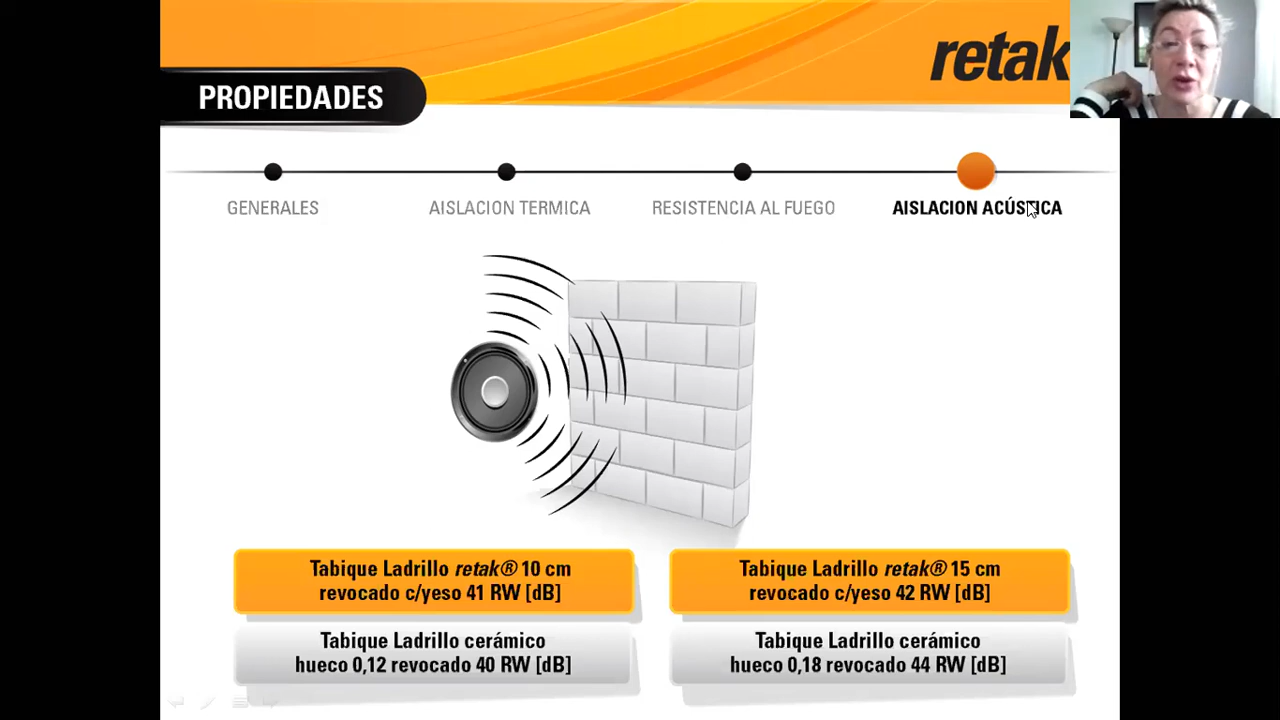 retak
PROPIEDADES
GENERALES
AISLACION TERMICA
RESISTENCIA AL FUEGO
AISLACION ACÚSTICA
Tabique Ladrillo retak® 10 cm
revocado c/yeso 41 RW [dB]
Tabique Ladrillo retak® 15 cm
revocado c/yeso 42 RW [dB]
Tabique Ladrillo cerámico
hueco 0,12 revocado 40 RW [dB]
Tabique Ladrillo cerámico
hueco 0,18 revocado 44 RW [dB]